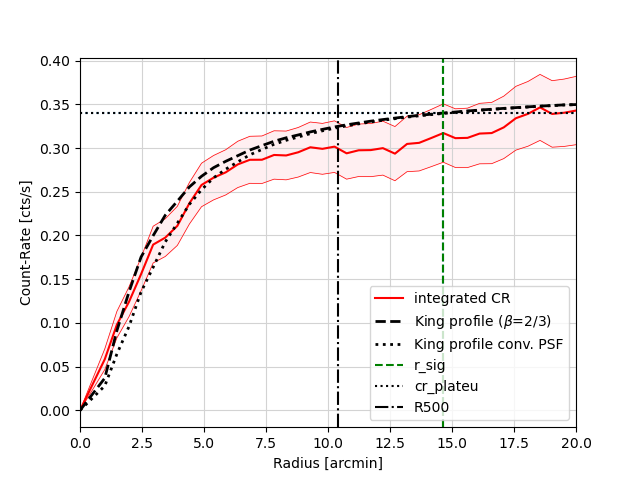 0.40
0.35
0.30
0.25
0.20
0.15
0.10
0.05
0.00
Count-Rate [cts/s]
integrated CR
King profile (β=2/3)
King profile conv. PSF
r_sig
cr_plateu
R500
0.0 2.5 5.0 7.5 10.0 12.5 15.0 17.5 20.0
Radius [arcmin]